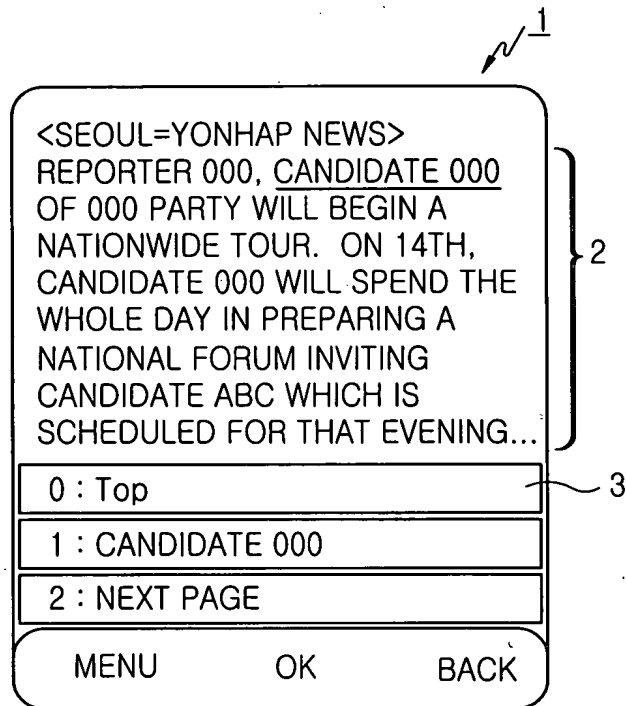 1
<SEOUL=YONHAP NEWS>
REPORTER 000, CANDIDATE 000
OF 000 PARTY WILL BEGIN A
NATIONWIDE TOUR. ON 14TH,
CANDIDATE 000 WILL SPEND THE
WHOLE DAY IN PREPARING A
NATIONAL FORUM INVITING
CANDIDATE ABC WHICH IS
SCHEDULED FOR THAT EVENING...
2
0 : Top
3
1 : CANDIDATE 000
2 : NEXT PAGE
MENU OK BACK